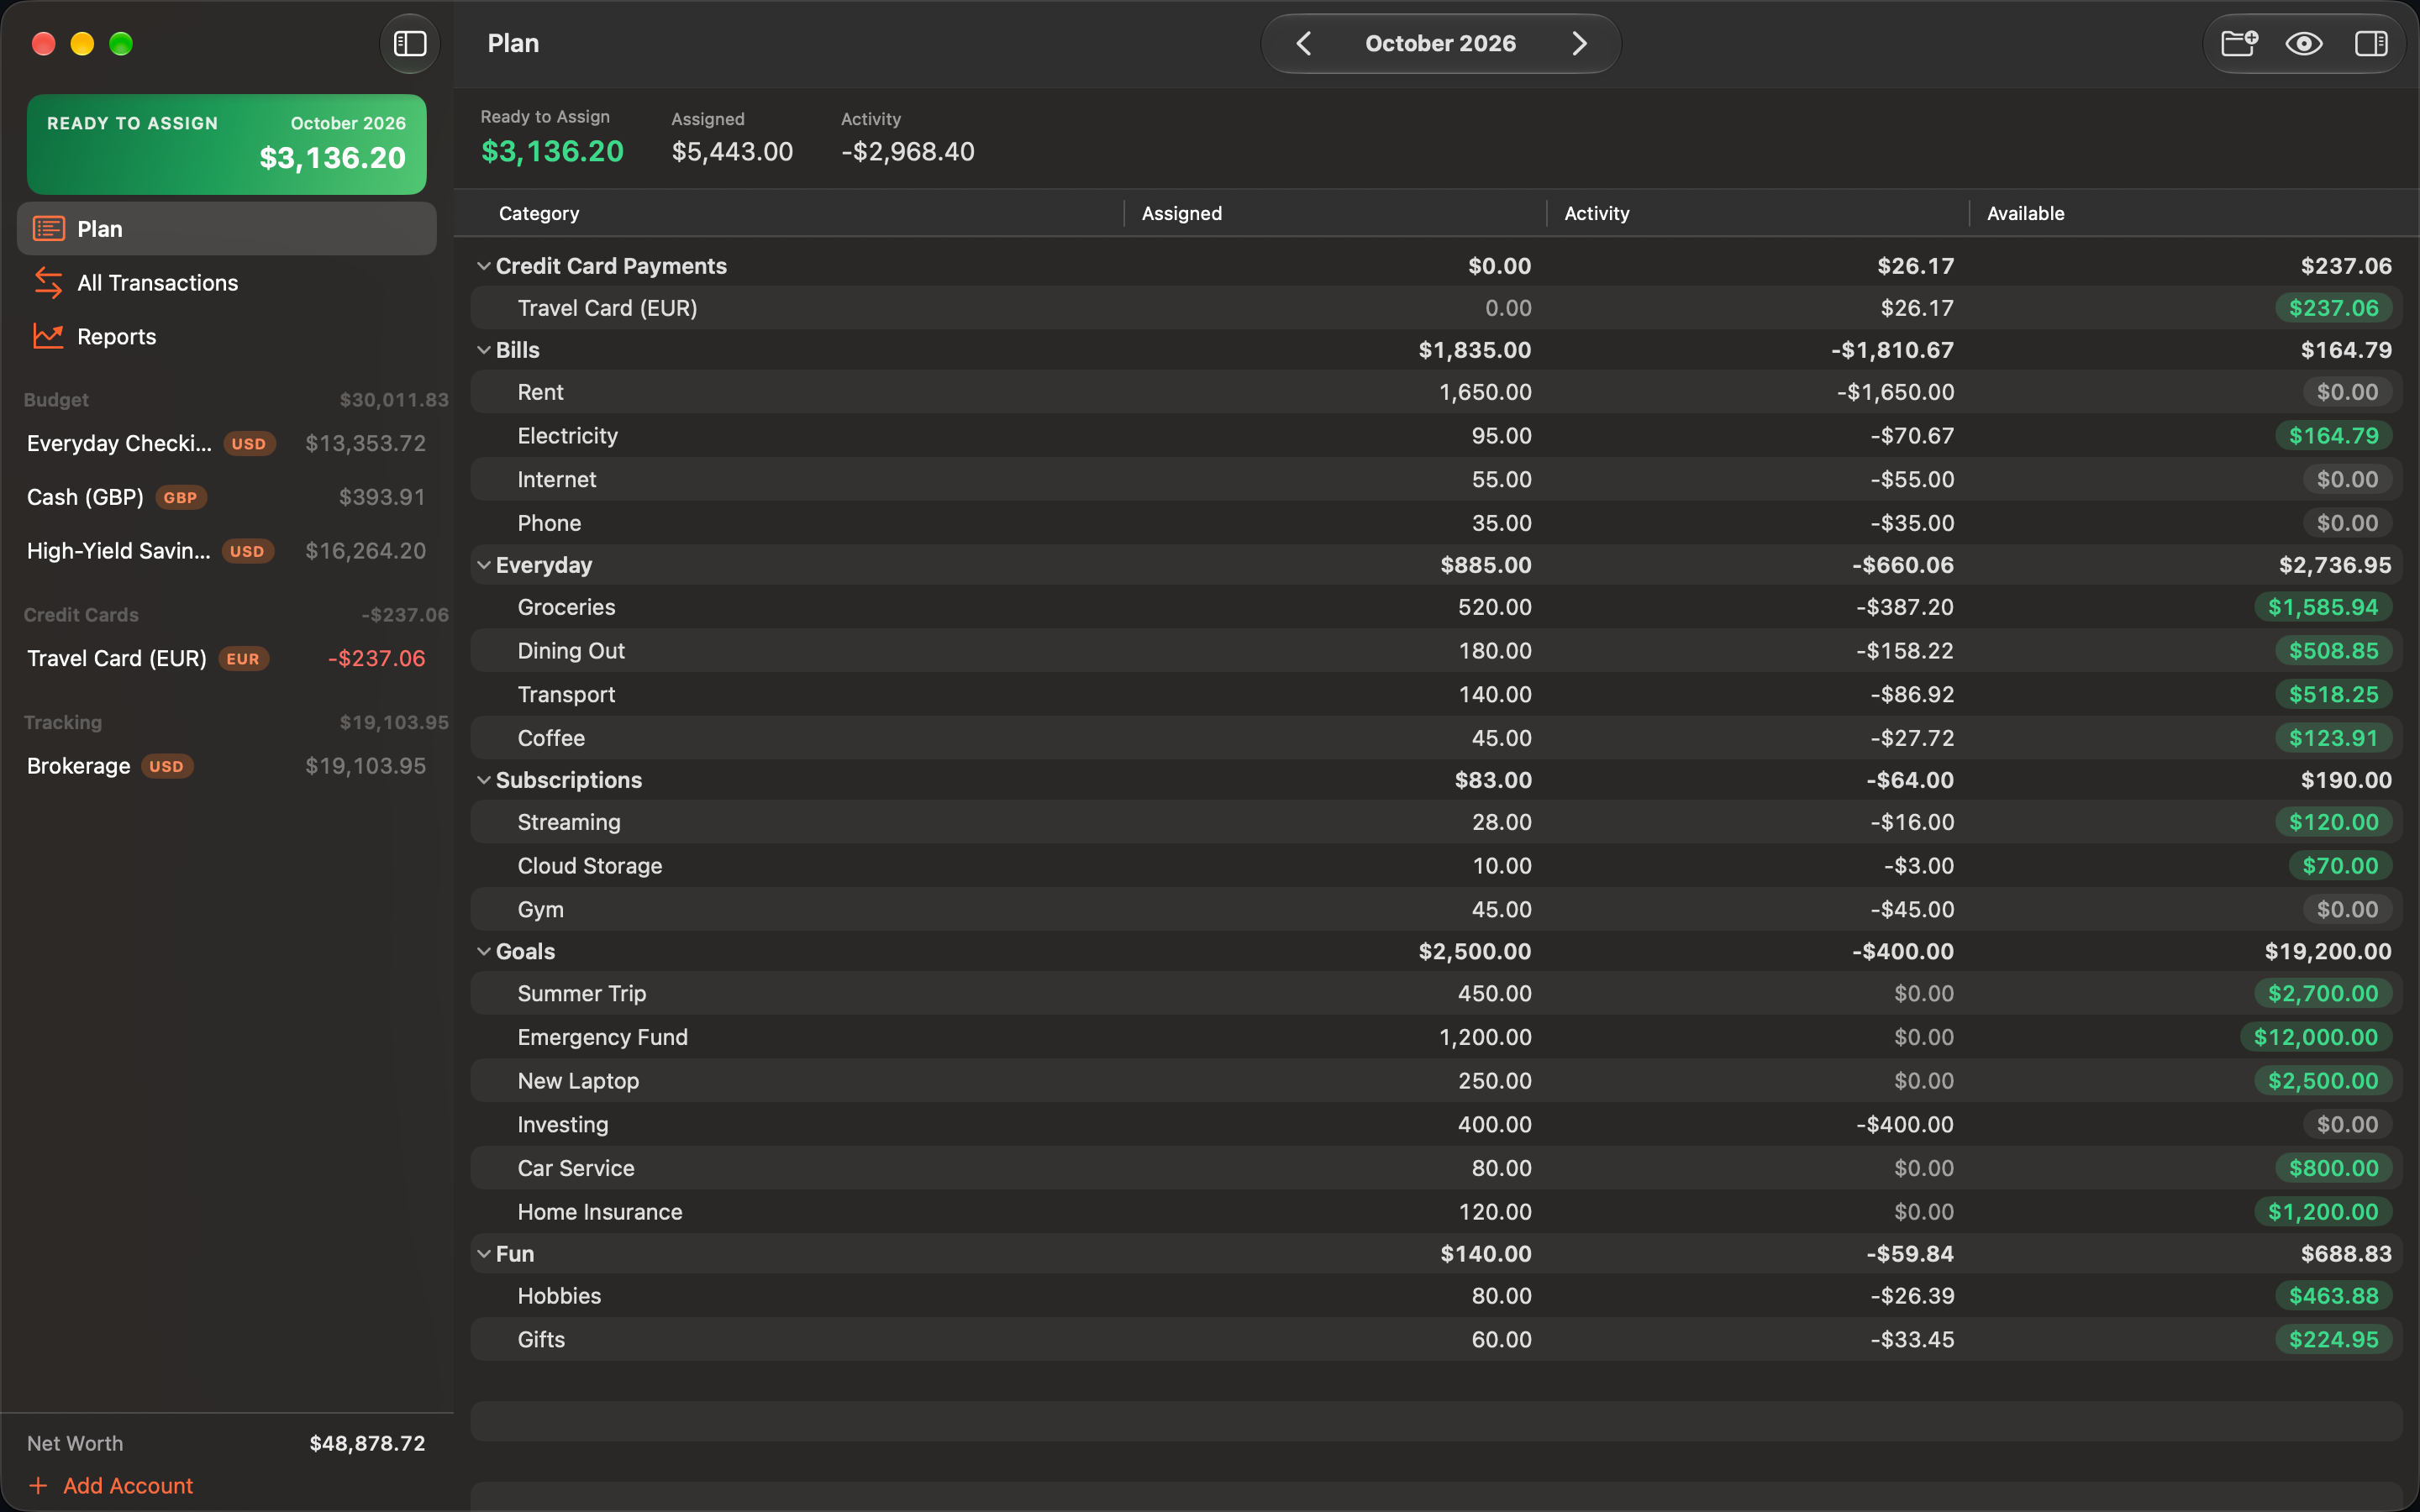 Plan
October 2026
READY TO ASSIGN October 2026
$3,136.20
Plan
All Transactions
Reports
Budget $30,011.83
Everyday Checki... USD $13,353.72
Cash (GBP) GBP $393.91
High-Yield Savin... USD $16,264.20
Credit Cards -$237.06
Travel Card (EUR) EUR -$237.06
Tracking $19,103.95
Brokerage USD $19,103.95
Net Worth $48,878.72
+ Add Account
Ready to Assign Assigned Activity
$3,136.20 $5,443.00 -$2,968.40
Category Assigned Activity Available
Credit Card Payments $0.00 $26.17 $237.06
Travel Card (EUR) 0.00 $26.17 $237.06
Bills $1,835.00 -$1,810.67 $164.79
Rent 1,650.00 -$1,650.00 $0.00
Electricity 95.00 -$70.67 $164.79
Internet 55.00 -$55.00 $0.00
Phone 35.00 -$35.00 $0.00
Everyday $885.00 -$660.06 $2,736.95
Groceries 520.00 -$387.20 $1,585.94
Dining Out 180.00 -$158.22 $508.85
Transport 140.00 -$86.92 $518.25
Coffee 45.00 -$27.72 $123.91
Subscriptions $83.00 -$64.00 $190.00
Streaming 28.00 -$16.00 $120.00
Cloud Storage 10.00 -$3.00 $70.00
Gym 45.00 -$45.00 $0.00
Goals $2,500.00 -$400.00 $19,200.00
Summer Trip 450.00 $0.00 $2,700.00
Emergency Fund 1,200.00 $0.00 $12,000.00
New Laptop 250.00 $0.00 $2,500.00
Investing 400.00 -$400.00 $0.00
Car Service 80.00 $0.00 $800.00
Home Insurance 120.00 $0.00 $1,200.00
Fun $140.00 -$59.84 $688.83
Hobbies 80.00 -$26.39 $463.88
Gifts 60.00 -$33.45 $224.95